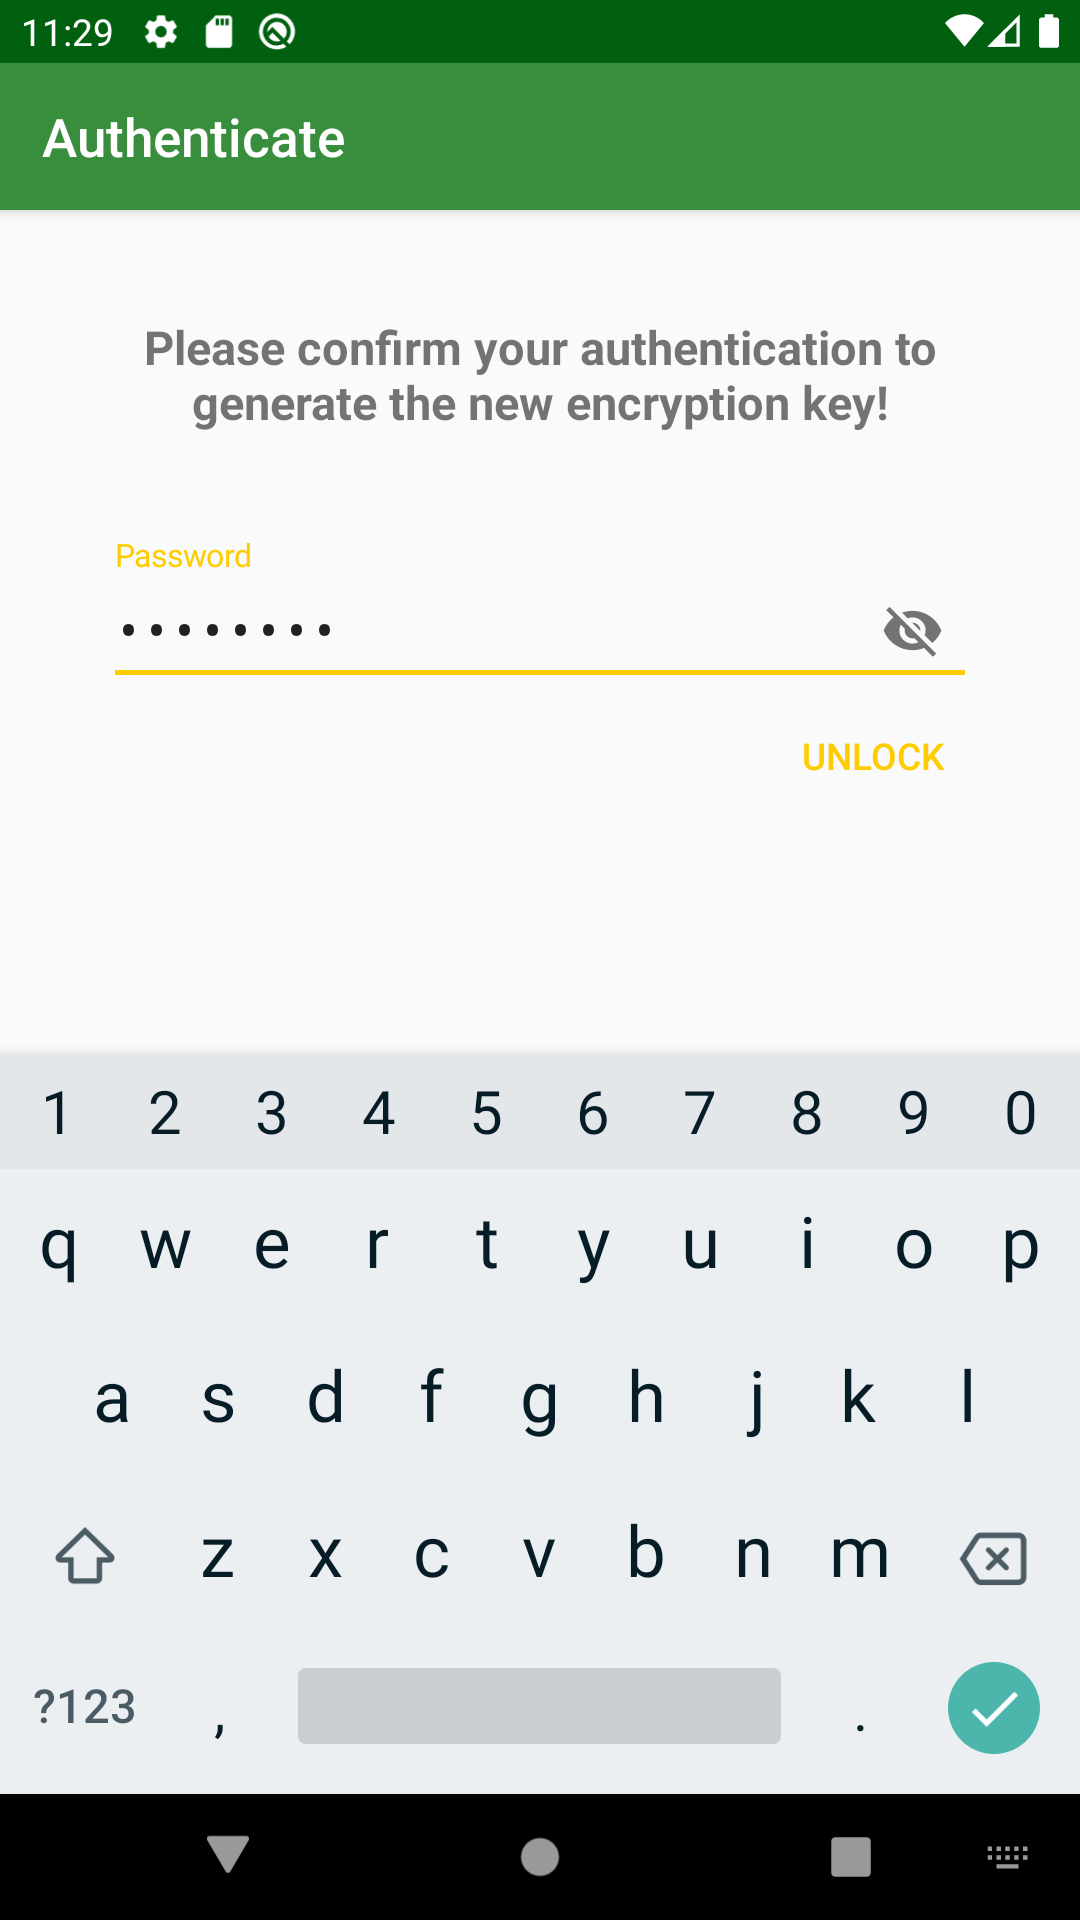 11:29
Authenticate
Please confirm your authentication to
generate the new encryption key!
Password
••••••••
UNLOCK
1 2 3 4 5 6 7 8 9 0
q w e r t y u i o p
a s d f g h j k l
z x c v b n m
?123 , .